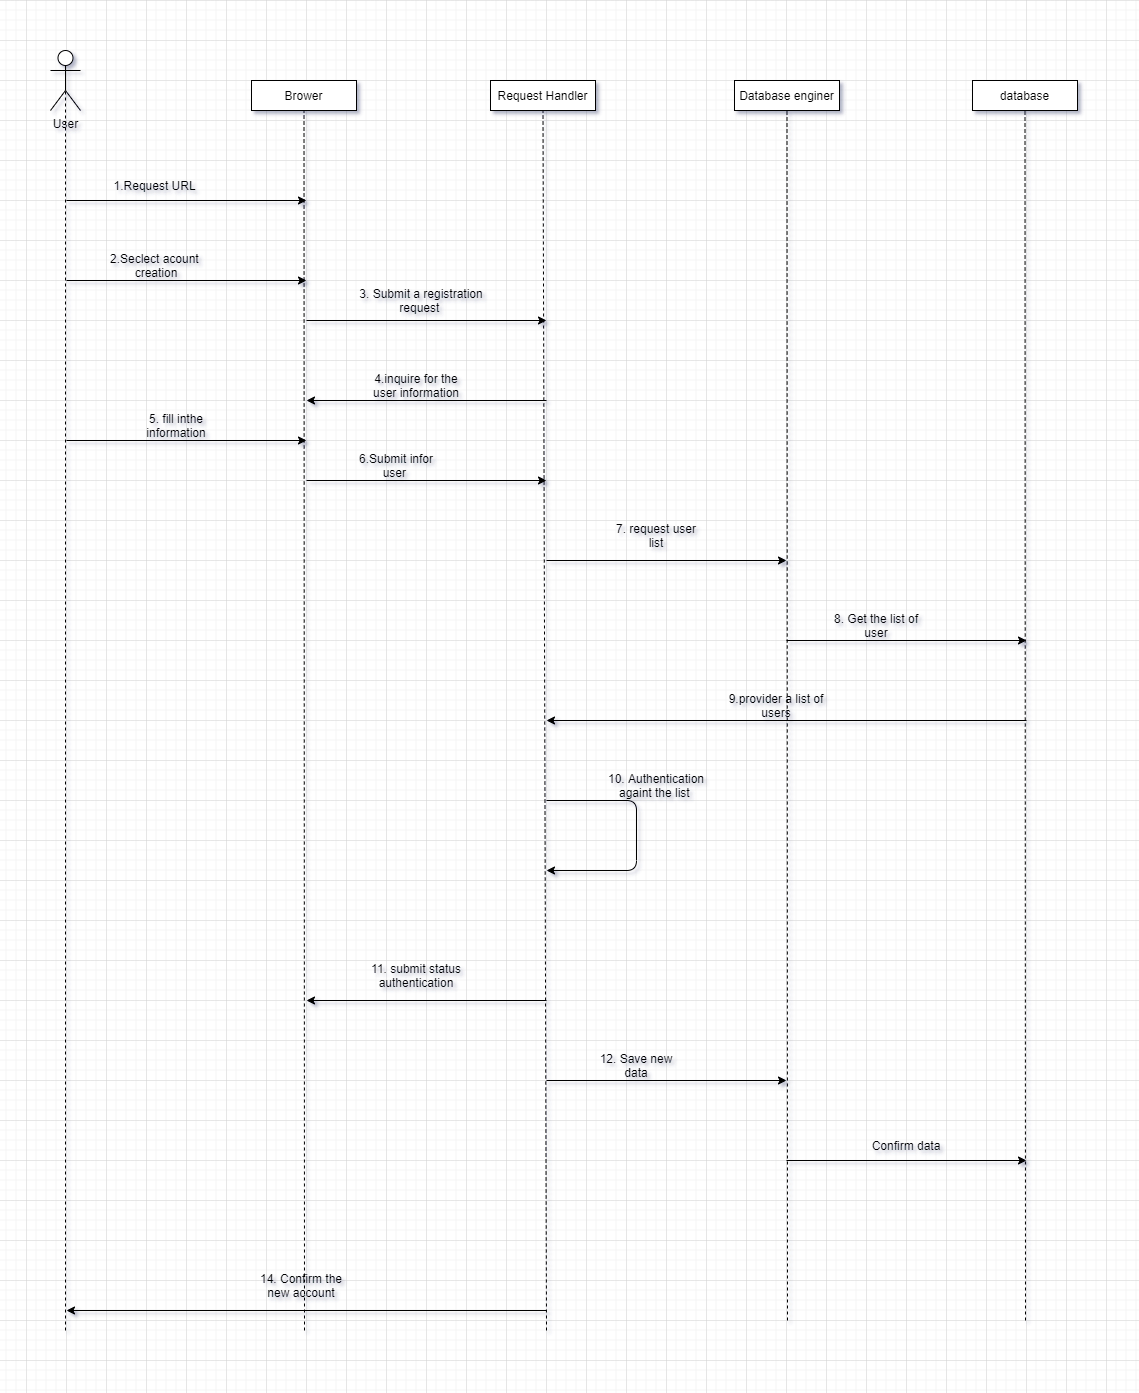 User
Brower
Request Handler
Database enginer
database
1.Request URL
2.Seclect acount
creation
3. Submit a registration
request
4.inquire for the
user information
5. fill inthe
information
6.Submit infor
user
7. request user
list
8. Get the list of
user
9.provider a list of
users
10. Authentication
againt the list
11. submit status
authentication
12. Save new
data
Confirm data
14. Confirm the
new account